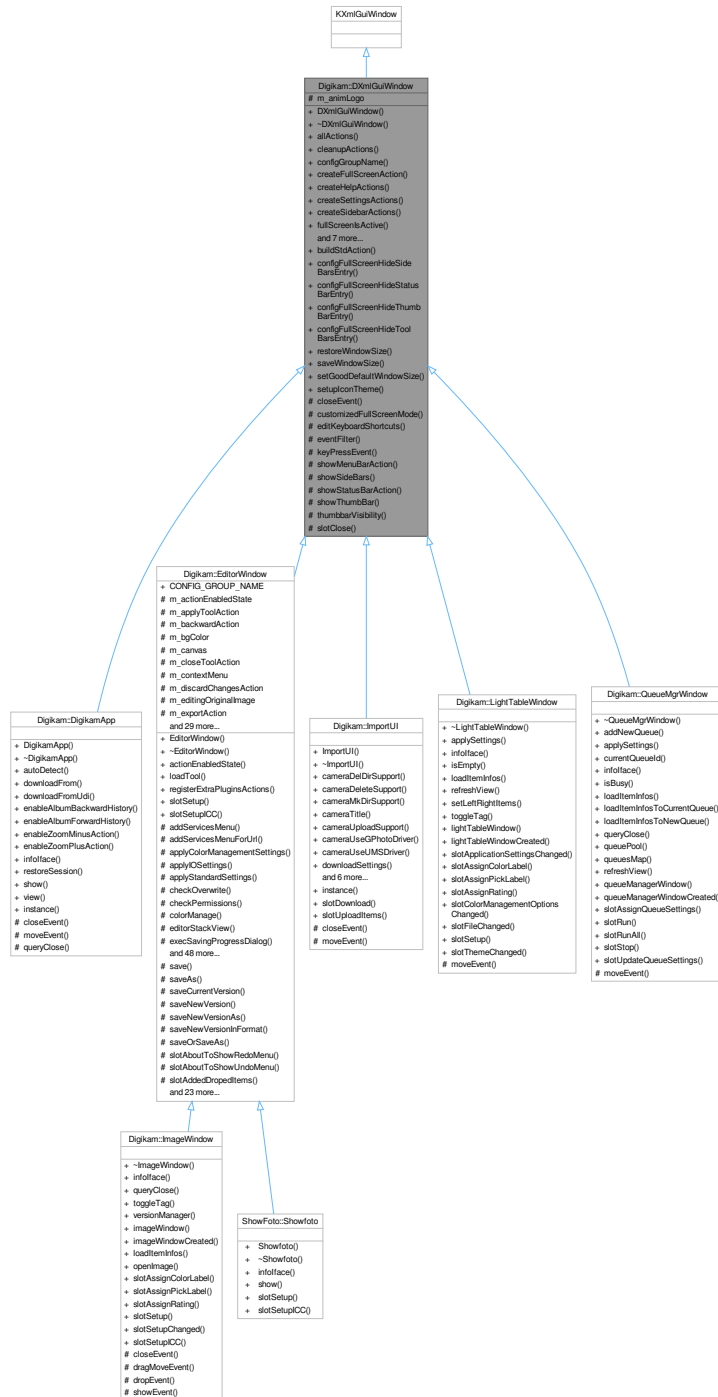 KXmlGuiWindow
Digikam::DXmlGuiWindow
# m_animLogo
+ DXmlGuiWindow()
+ ~DXmlGuiWindow()
+ allActions()
+ cleanupActions()
+ configGroupName()
+ createFullScreenAction()
+ createHelpActions()
+ createSettingsActions()
+ createSidebarActions()
+ fullScreenIsActive()
and 7 more...
+ buildStdAction()
+ configFullScreenHideSide
BarsEntry()
+ configFullScreenHideStatus
BarEntry()
+ configFullScreenHideThumb
BarEntry()
+ configFullScreenHideTool
BarsEntry()
+ restoreWindowSize()
+ saveWindowSize()
+ setGoodDefaultWindowSize()
+ setupIconTheme()
# closeEvent()
# customizedFullScreenMode()
# editKeyboardShortcuts()
# eventFilter()
# keyPressEvent()
# showMenuBarAction()
# showSideBars()
# showStatusBarAction()
# showThumbBar()
# thumbbarVisibility()
# slotClose()
Digikam::DigikamApp
+ DigikamApp()
+ ~DigikamApp()
+ autoDetect()
+ downloadFrom()
+ downloadFromUdi()
+ enableAlbumBackwardHistory()
+ enableAlbumForwardHistory()
+ enableZoomMinusAction()
+ enableZoomPlusAction()
+ infoIface()
+ restoreSession()
+ show()
+ view()
+ instance()
# closeEvent()
# moveEvent()
# queryClose()
Digikam::EditorWindow
+ CONFIG_GROUP_NAME
# m_actionEnabledState
# m_applyToolAction
# m_backwardAction
# m_bgColor
# m_canvas
# m_closeToolAction
# m_contextMenu
# m_discardChangesAction
# m_editingOriginalImage
# m_exportAction
and 29 more...
+ EditorWindow()
+ ~EditorWindow()
+ actionEnabledState()
+ loadTool()
+ registerExtraPluginsActions()
+ slotSetup()
+ slotSetupICC()
# addServicesMenu()
# addServicesMenuForUrl()
# applyColorManagementSettings()
# applyIOSettings()
# applyStandardSettings()
# checkOverwrite()
# checkPermissions()
# colorManage()
# editorStackView()
# execSavingProgressDialog()
and 48 more...
# save()
# saveAs()
# saveCurrentVersion()
# saveNewVersion()
# saveNewVersionAs()
# saveNewVersionInFormat()
# saveOrSaveAs()
# slotAboutToShowRedoMenu()
# slotAboutToShowUndoMenu()
# slotAddedDropedItems()
and 23 more...
Digikam::ImportUI
+ ImportUI()
+ ~ImportUI()
+ cameraDelDirSupport()
+ cameraDeleteSupport()
+ cameraMkDirSupport()
+ cameraTitle()
+ cameraUploadSupport()
+ cameraUseGPhotoDriver()
+ cameraUseUMSDriver()
+ downloadSettings()
and 6 more...
+ instance()
+ slotDownload()
+ slotUploadItems()
# closeEvent()
# moveEvent()
Digikam::LightTableWindow
+ ~LightTableWindow()
+ applySettings()
+ infoIface()
+ isEmpty()
+ loadItemInfos()
+ refreshView()
+ setLeftRightItems()
+ toggleTag()
+ lightTableWindow()
+ lightTableWindowCreated()
+ slotApplicationSettingsChanged()
+ slotAssignColorLabel()
+ slotAssignPickLabel()
+ slotAssignRating()
+ slotColorManagementOptions
Changed()
+ slotFileChanged()
+ slotSetup()
+ slotThemeChanged()
# moveEvent()
Digikam::QueueMgrWindow
+ ~QueueMgrWindow()
+ addNewQueue()
+ applySettings()
+ currentQueueId()
+ infoIface()
+ isBusy()
+ loadItemInfos()
+ loadItemInfosToCurrentQueue()
+ loadItemInfosToNewQueue()
+ queryClose()
+ queuePool()
+ queuesMap()
+ refreshView()
+ queueManagerWindow()
+ queueManagerWindowCreated()
+ slotAssignQueueSettings()
+ slotRun()
+ slotRunAll()
+ slotStop()
+ slotUpdateQueueSettings()
# moveEvent()
Digikam::ImageWindow
+ ~ImageWindow()
+ infoIface()
+ queryClose()
+ toggleTag()
+ versionManager()
+ imageWindow()
+ imageWindowCreated()
+ loadItemInfos()
+ openImage()
+ slotAssignColorLabel()
+ slotAssignPickLabel()
+ slotAssignRating()
+ slotSetup()
+ slotSetupChanged()
+ slotSetupICC()
# closeEvent()
# dragMoveEvent()
# dropEvent()
# showEvent()
ShowFoto::Showfoto
+ Showfoto()
+ ~Showfoto()
+ infoIface()
+ show()
+ slotSetup()
+ slotSetupICC()